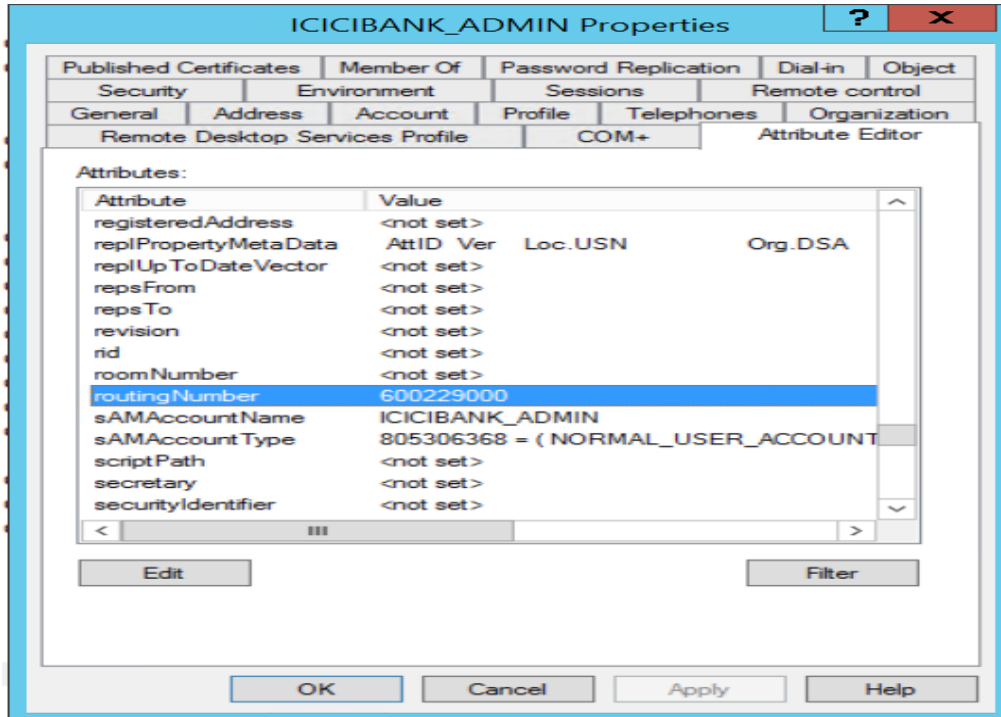 ICICIBANK_ADMIN Properties ? x
Published Certificates Member Of Password Replication Dial-in Object
Security Environment Sessions Remote control
General Address Account Profile Telephones Organization
Remote Desktop Services Profile COM+ Attribute Editor
Attributes:
Attribute Value
registeredAddress <not set>
replPropertyMetaData AttID Ver Loc.USN Org.DSA
replUpToDateVector <not set>
repsFrom <not set>
repsTo <not set>
revision <not set>
rid <not set>
roomNumber <not set>
routingNumber 600229000
sAMAccountName ICICIBANK_ADMIN
sAMAccountType 805306368 = ( NORMAL_USER_ACCOUNT
scriptPath <not set>
secretary <not set>
securityIdentifier <not set>
Edit Filter
OK Cancel Apply Help